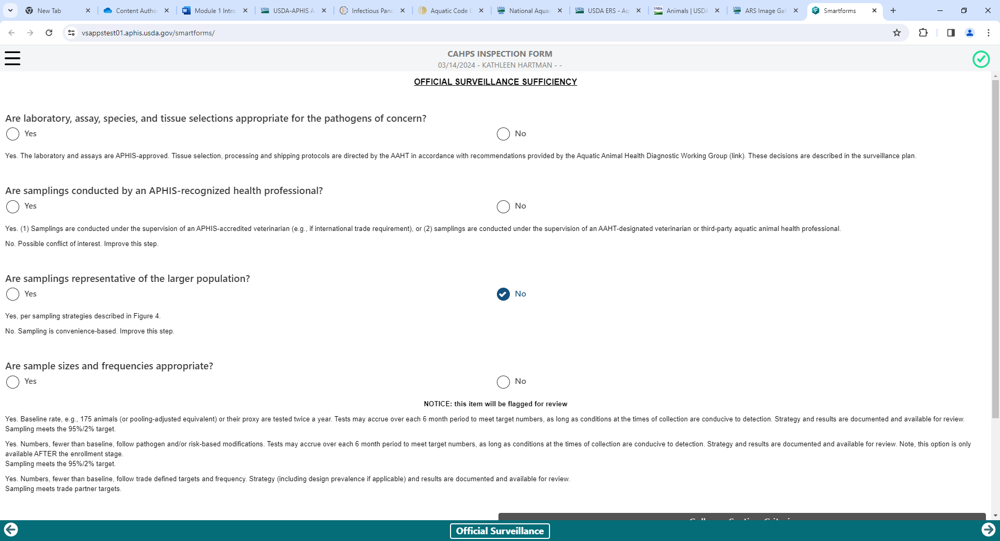 New Tab
Content Autho
Module 1 Intro
USDA-APHIS A
Infectious Panc
Aquatic Code
National Aquac
USDA ERS - Aq
Animals | USDA
ARS Image Gal
Smartforms
vsappstest01.aphis.usda.gov/smartforms/
CAHPS INSPECTION FORM
03/14/2024 - KATHLEEN HARTMAN - -
OFFICIAL SURVEILLANCE SUFFICIENCY
Are laboratory, assay, species, and tissue selections appropriate for the pathogens of concern?
Yes
No
Yes. The laboratory and assays are APHIS-approved. Tissue selection, processing and shipping protocols are directed by the AAHT in accordance with recommendations provided by the Aquatic Animal Health Diagnostic Working Group (link). These decisions are described in the surveillance plan.
Are samplings conducted by an APHIS-recognized health professional?
Yes
No
Yes. (1) Samplings are conducted under the supervision of an APHIS-accredited veterinarian (e.g., if international trade requirement), or (2) samplings are conducted under the supervision of an AAHT-designated veterinarian or third-party aquatic animal health professional.
No. Possible conflict of interest. Improve this step.
Are samplings representative of the larger population?
Yes
No
Yes, per sampling strategies described in Figure 4.
No. Sampling is convenience-based. Improve this step.
Are sample sizes and frequencies appropriate?
Yes
No
NOTICE: this item will be flagged for review
Yes. Baseline rate, e.g., 175 animals (or pooling-adjusted equivalent) or their proxy are tested twice a year. Tests may accrue over each 6 month period to meet target numbers, as long as conditions at the times of collection are conducive to detection. Strategy and results are documented and available for review.
Sampling meets the 95%/2% target.
Yes. Numbers, fewer than baseline, follow pathogen and/or risk-based modifications. Tests may accrue over each 6 month period to meet target numbers, as long as conditions at the times of collection are conducive to detection. Strategy and results are documented and available for review. Note, this option is only
available AFTER the enrollment stage.
Sampling meets the 95%/2% target.
Yes. Numbers, fewer than baseline, follow trade defined targets and frequency. Strategy (including design prevalence if applicable) and results are documented and available for review.
Sampling meets trade partner targets.
Official Surveillance